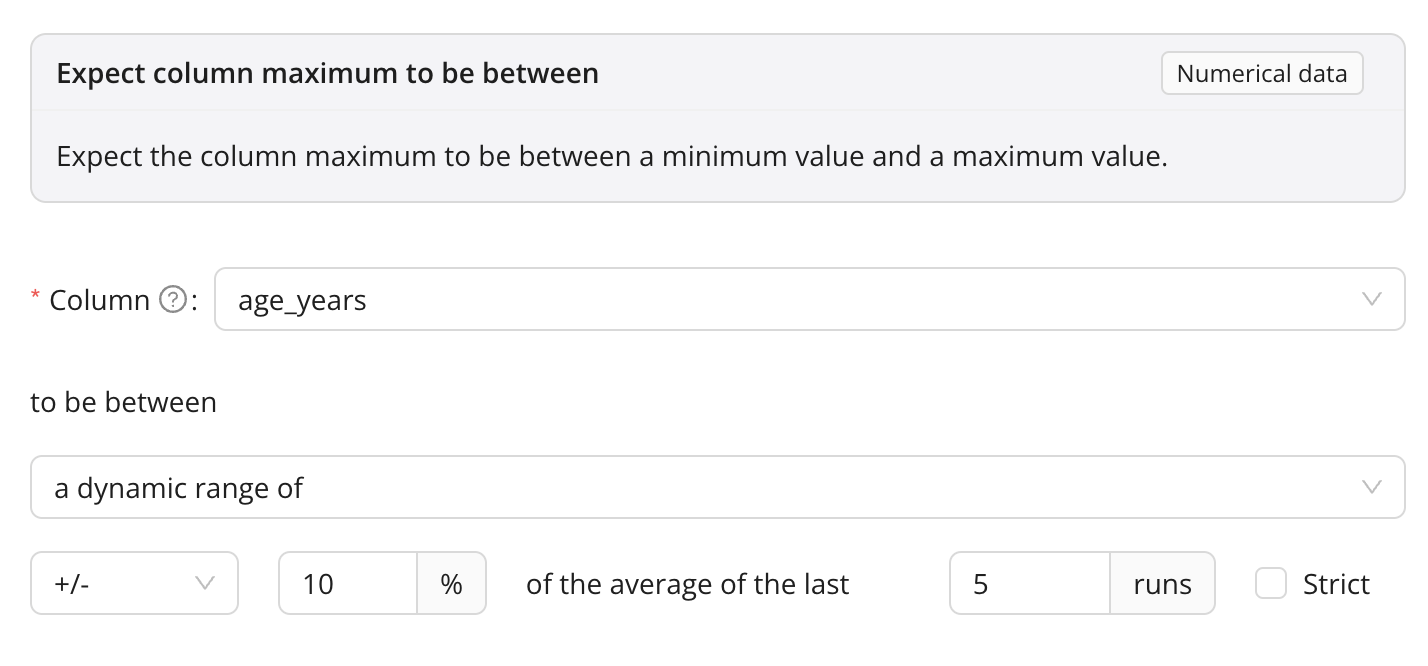 Expect column maximum to be between
Numerical data
Expect the column maximum to be between a minimum value and a maximum value.
* Column ? : age_years
to be between
a dynamic range of
+/- 10 % of the average of the last 5 runs Strict